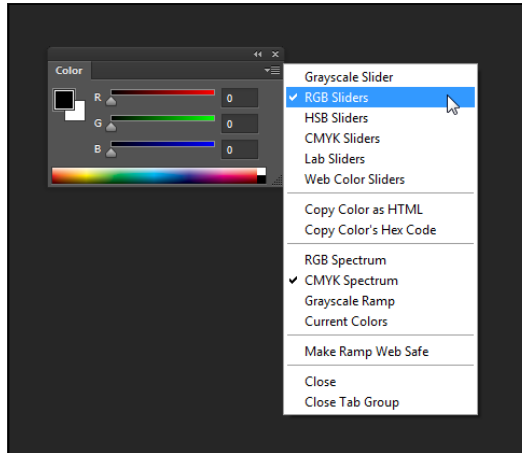 Color
R
0
G
0
B
0
Grayscale Slider
RGB Sliders
HSB Sliders
CMYK Sliders
Lab Sliders
Web Color Sliders
Copy Color as HTML
Copy Color's Hex Code
RGB Spectrum
CMYK Spectrum
Grayscale Ramp
Current Colors
Make Ramp Web Safe
Close
Close Tab Group